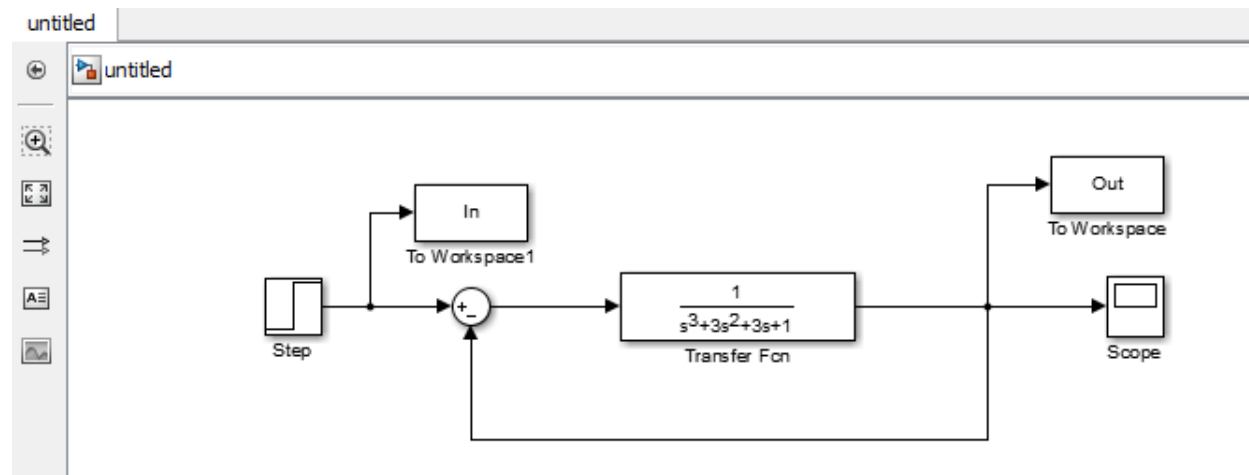 untitled
untitled
Out
To Workspace
In
To Workspace1
+
-
Step
1
s³+3s²+3s+1
Transfer Fcn
Scope